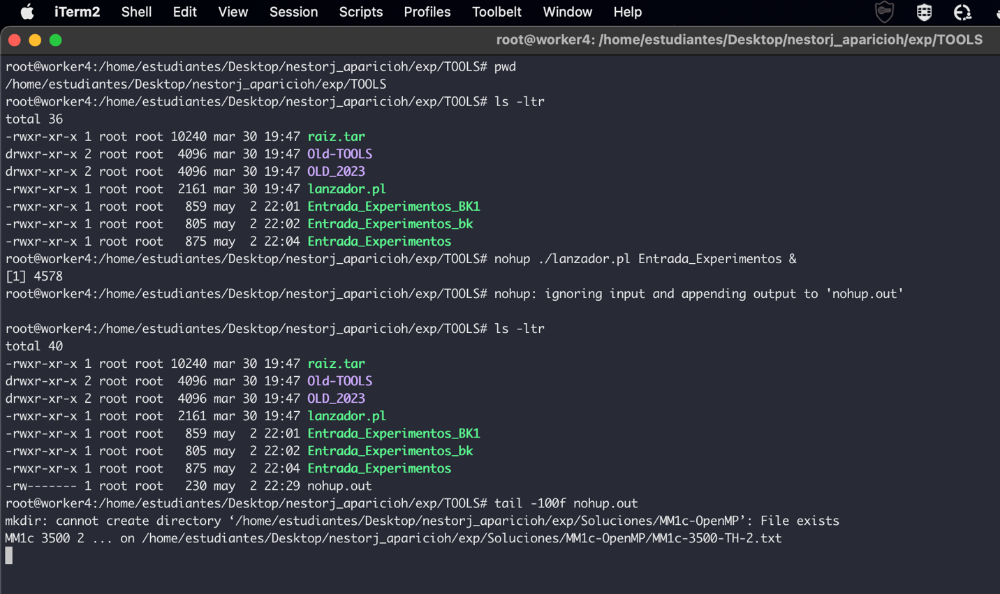 iTerm2 Shell Edit View Session Scripts Profiles Toolbelt Window Help
root@worker4: /home/estudiantes/Desktop/nestorj_aparicioh/exp/TOOLS
root@worker4:/home/estudiantes/Desktop/nestorj_aparicioh/exp/TOOLS# pwd
/home/estudiantes/Desktop/nestorj_aparicioh/exp/TOOLS
root@worker4:/home/estudiantes/Desktop/nestorj_aparicioh/exp/TOOLS# ls -ltr
total 36
-rwxr-xr-x 1 root root 10240 mar 30 19:47 raiz.tar
drwxr-xr-x 2 root root  4096 mar 30 19:47 Old-TOOLS
drwxr-xr-x 2 root root  4096 mar 30 19:47 OLD_2023
-rwxr-xr-x 1 root root  2161 mar 30 19:47 lanzador.pl
-rwxr-xr-x 1 root root   859 may  2 22:01 Entrada_Experimentos_BK1
-rwxr-xr-x 1 root root   805 may  2 22:02 Entrada_Experimentos_bk
-rwxr-xr-x 1 root root   875 may  2 22:04 Entrada_Experimentos
root@worker4:/home/estudiantes/Desktop/nestorj_aparicioh/exp/TOOLS# nohup ./lanzador.pl Entrada_Experimentos &
[1] 4578
root@worker4:/home/estudiantes/Desktop/nestorj_aparicioh/exp/TOOLS# nohup: ignoring input and appending output to 'nohup.out'
root@worker4:/home/estudiantes/Desktop/nestorj_aparicioh/exp/TOOLS# ls -ltr
total 40
-rwxr-xr-x 1 root root 10240 mar 30 19:47 raiz.tar
drwxr-xr-x 2 root root  4096 mar 30 19:47 Old-TOOLS
drwxr-xr-x 2 root root  4096 mar 30 19:47 OLD_2023
-rwxr-xr-x 1 root root  2161 mar 30 19:47 lanzador.pl
-rwxr-xr-x 1 root root   859 may  2 22:01 Entrada_Experimentos_BK1
-rwxr-xr-x 1 root root   805 may  2 22:02 Entrada_Experimentos_bk
-rwxr-xr-x 1 root root   875 may  2 22:04 Entrada_Experimentos
-rw------- 1 root root   230 may  2 22:29 nohup.out
root@worker4:/home/estudiantes/Desktop/nestorj_aparicioh/exp/TOOLS# tail -100f nohup.out
mkdir: cannot create directory ‘/home/estudiantes/Desktop/nestorj_aparicioh/exp/Soluciones/MM1c-OpenMP’: File exists
MM1c 3500 2 ... on /home/estudiantes/Desktop/nestorj_aparicioh/exp/Soluciones/MM1c-OpenMP/MM1c-3500-TH-2.txt